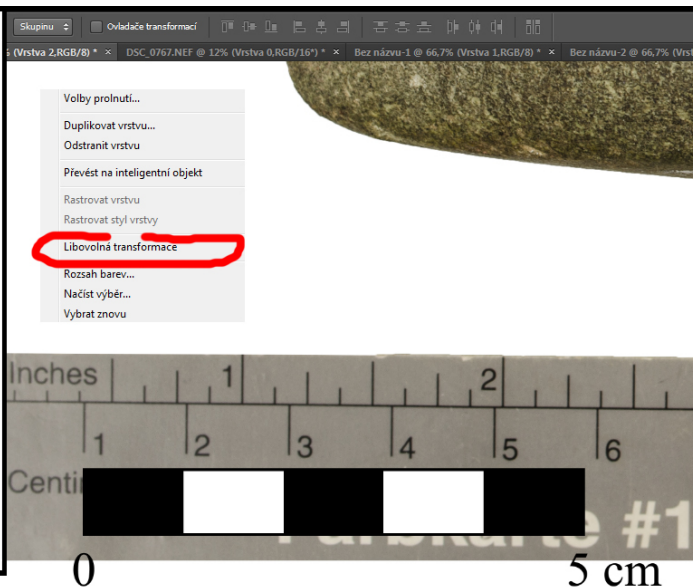 Skupinu
Ovladače transformací
% (Vrstva 2,RGB/8) * × DSC_0767.NEF @ 12% (Vrstva 0,RGB/16*) * × Bez názvu-1 @ 66,7% (Vrstva 1,RGB/8) * × Bez názvu-2 @ 66,7% (Vrst
Volby prolnutí...
Duplikovat vrstvu...
Odstranit vrstvu
Převést na inteligentní objekt
Rastrovat vrstvu
Rastrovat styl vrstvy
Libovolná transformace
Rozsah barev...
Načíst výběr...
Vybrat znovu
Inches 1 2
1 2 3 4 5 6
Centi
#1
0 5 cm